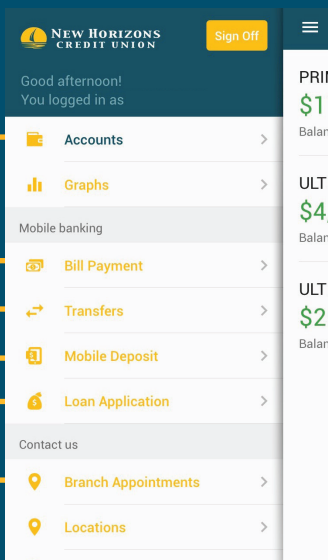 NEW HORIZONS
CREDIT UNION
Sign Off
Good afternoon!
You logged in as
Accounts
Graphs
Mobile banking
Bill Payment
Transfers
Mobile Deposit
Loan Application
Contact us
Branch Appointments
Locations
PRI
$1
Balan
ULT
$4,
Balan
ULT
$2
Balan